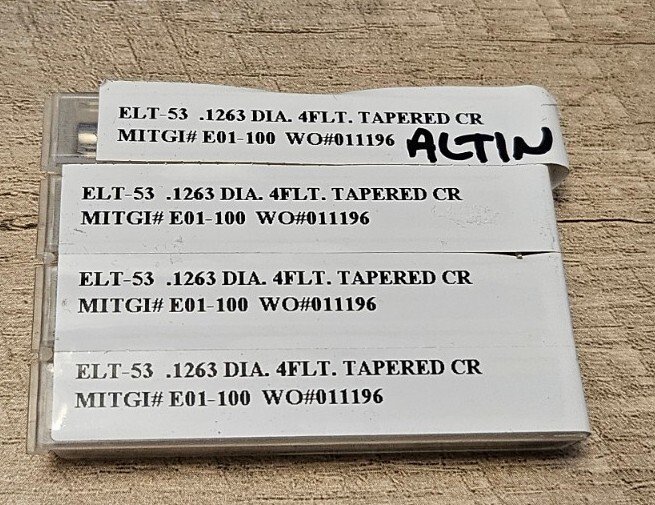 ELT-53 .1263 DIA. 4FLT. TAPERED CR
MITGI# E01-100 WO#011196 ALTIN
ELT-53 .1263 DIA. 4FLT. TAPERED CR
MITGI# E01-100 WO#011196
ELT-53 .1263 DIA. 4FLT. TAPERED CR
MITGI# E01-100 WO#011196
ELT-53 .1263 DIA. 4FLT. TAPERED CR
MITGI# E01-100 WO#011196